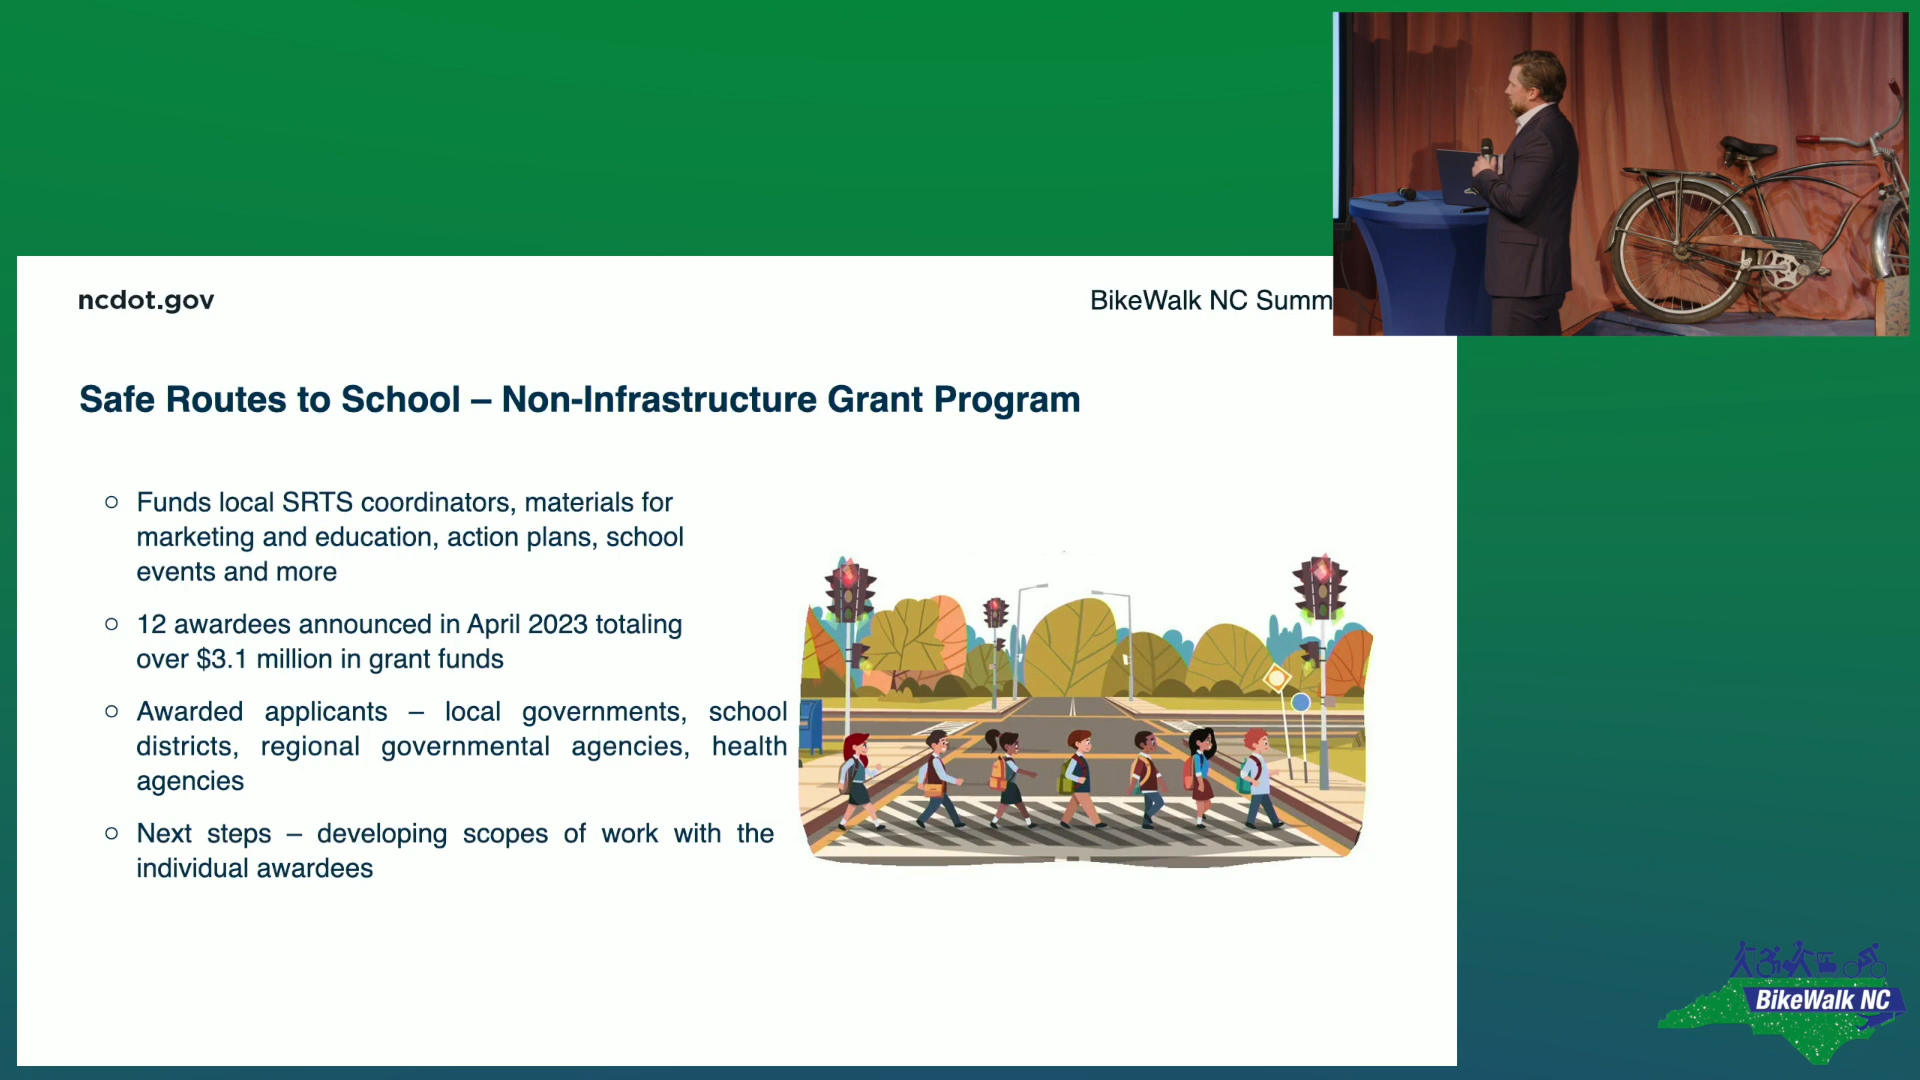 ncdot.gov
BikeWalk NC Summ
Safe Routes to School – Non-Infrastructure Grant Program
○ Funds local SRTS coordinators, materials for
marketing and education, action plans, school
events and more
○ 12 awardees announced in April 2023 totaling
over $3.1 million in grant funds
○ Awarded applicants – local governments, school
districts, regional governmental agencies, health
agencies
○ Next steps – developing scopes of work with the
individual awardees
BikeWalk NC